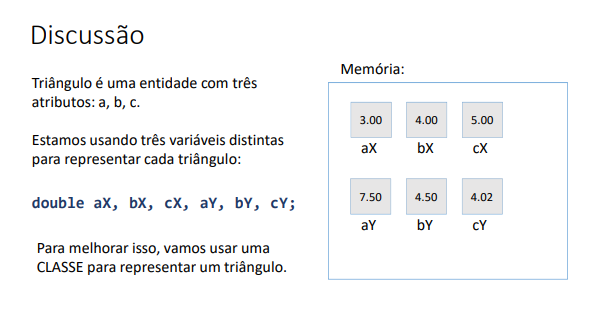 Discussão
Triângulo é uma entidade com três
atributos: a, b, c.
Estamos usando três variáveis distintas
para representar cada triângulo:
double aX, bX, cX, aY, bY, cY;
Para melhorar isso, vamos usar uma
CLASSE para representar um triângulo.
Memória:
3.00 4.00 5.00
aX bX cX
7.50 4.50 4.02
aY bY cY